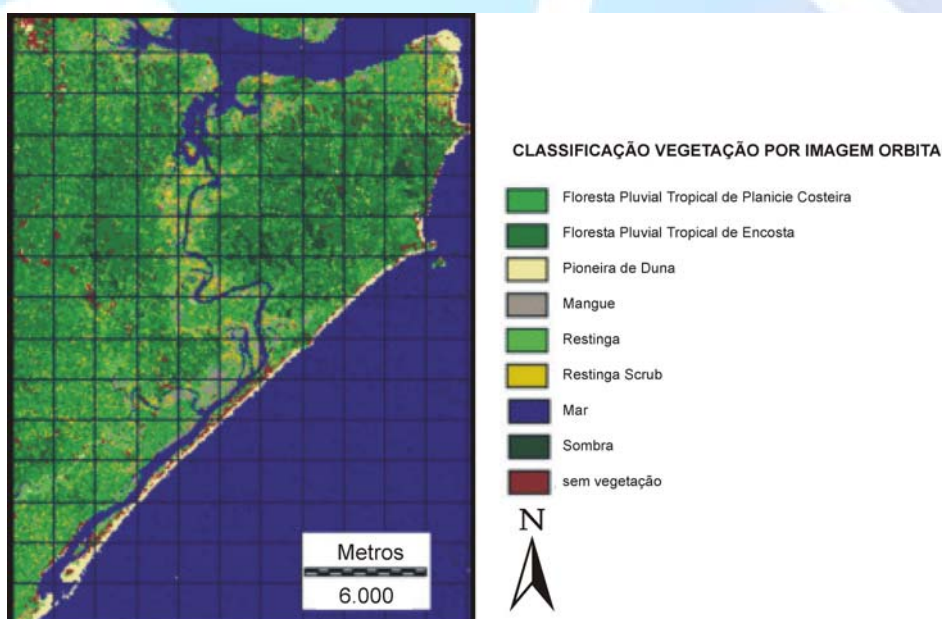 CLASSIFICAÇÃO VEGETAÇÃO POR IMAGEM ORBITA
Floresta Pluvial Tropical de Planicie Costeira
Floresta Pluvial Tropical de Encosta
Pioneira de Duna
Mangue
Restinga
Restinga Scrub
Mar
Sombra
sem vegetação
N
Metros
6.000